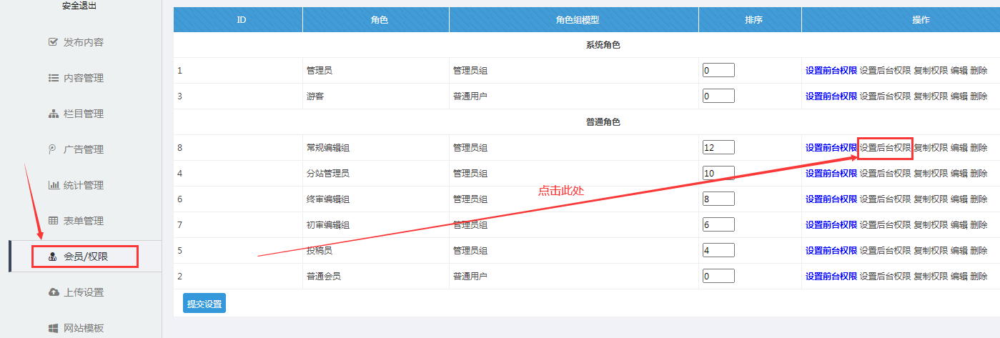 安全退出
发布内容
内容管理
栏目管理
广告管理
统计管理
表单管理
会员/权限
上传设置
网站模板
ID 角色 角色组模型 排序 操作
系统角色
1 管理员 管理员组 0 设置前台权限 设置后台权限 复制权限 编辑 删除
3 游客 普通用户 0 设置前台权限 设置后台权限 复制权限 编辑 删除
普通角色
8 常规编辑组 管理员组 12 设置前台权限 设置后台权限 复制权限 编辑 删除
4 分站管理员 管理员组 10 设置前台权限 设置后台权限 复制权限 编辑 删除
点击此处
6 终审编辑组 管理员组 8 设置前台权限 设置后台权限 复制权限 编辑 删除
7 初审编辑组 管理员组 6 设置前台权限 设置后台权限 复制权限 编辑 删除
5 投稿员 管理员组 4 设置前台权限 设置后台权限 复制权限 编辑 删除
2 普通会员 普通用户 0 设置前台权限 设置后台权限 复制权限 编辑 删除
提交设置